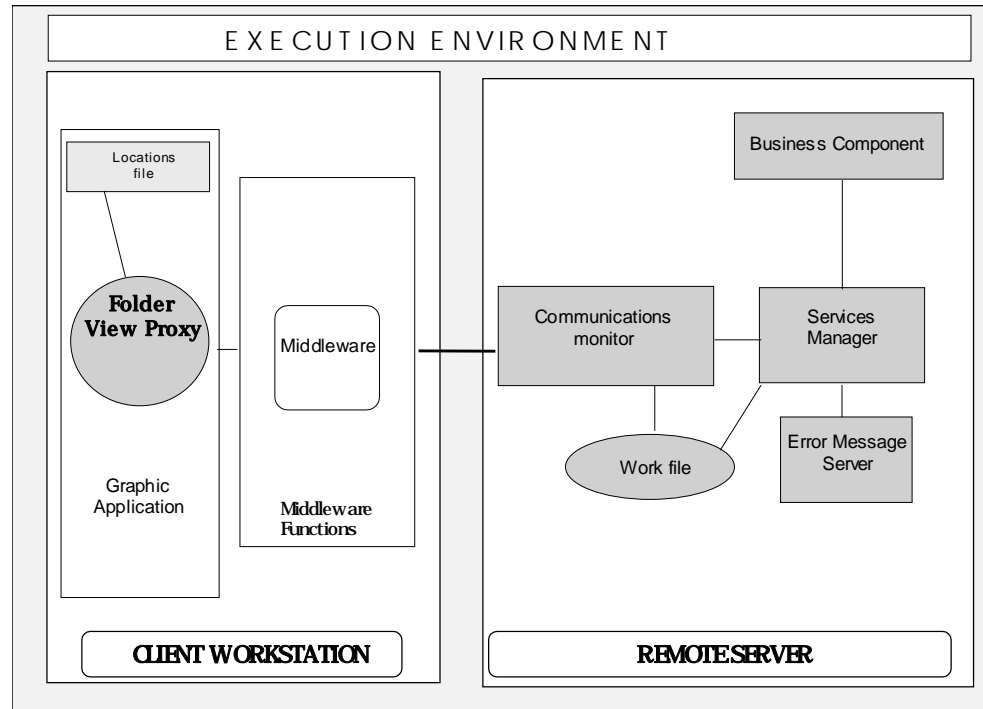 EXECUTION ENVIRONMENT
Locations
file
Folder
View Proxy
Graphic
Application
Middleware
Middleware
Functions
CLIENT WORKSTATION
Business Component
Communications
monitor
Services
Manager
Work file
Error Message
Server
REMOTE SERVER